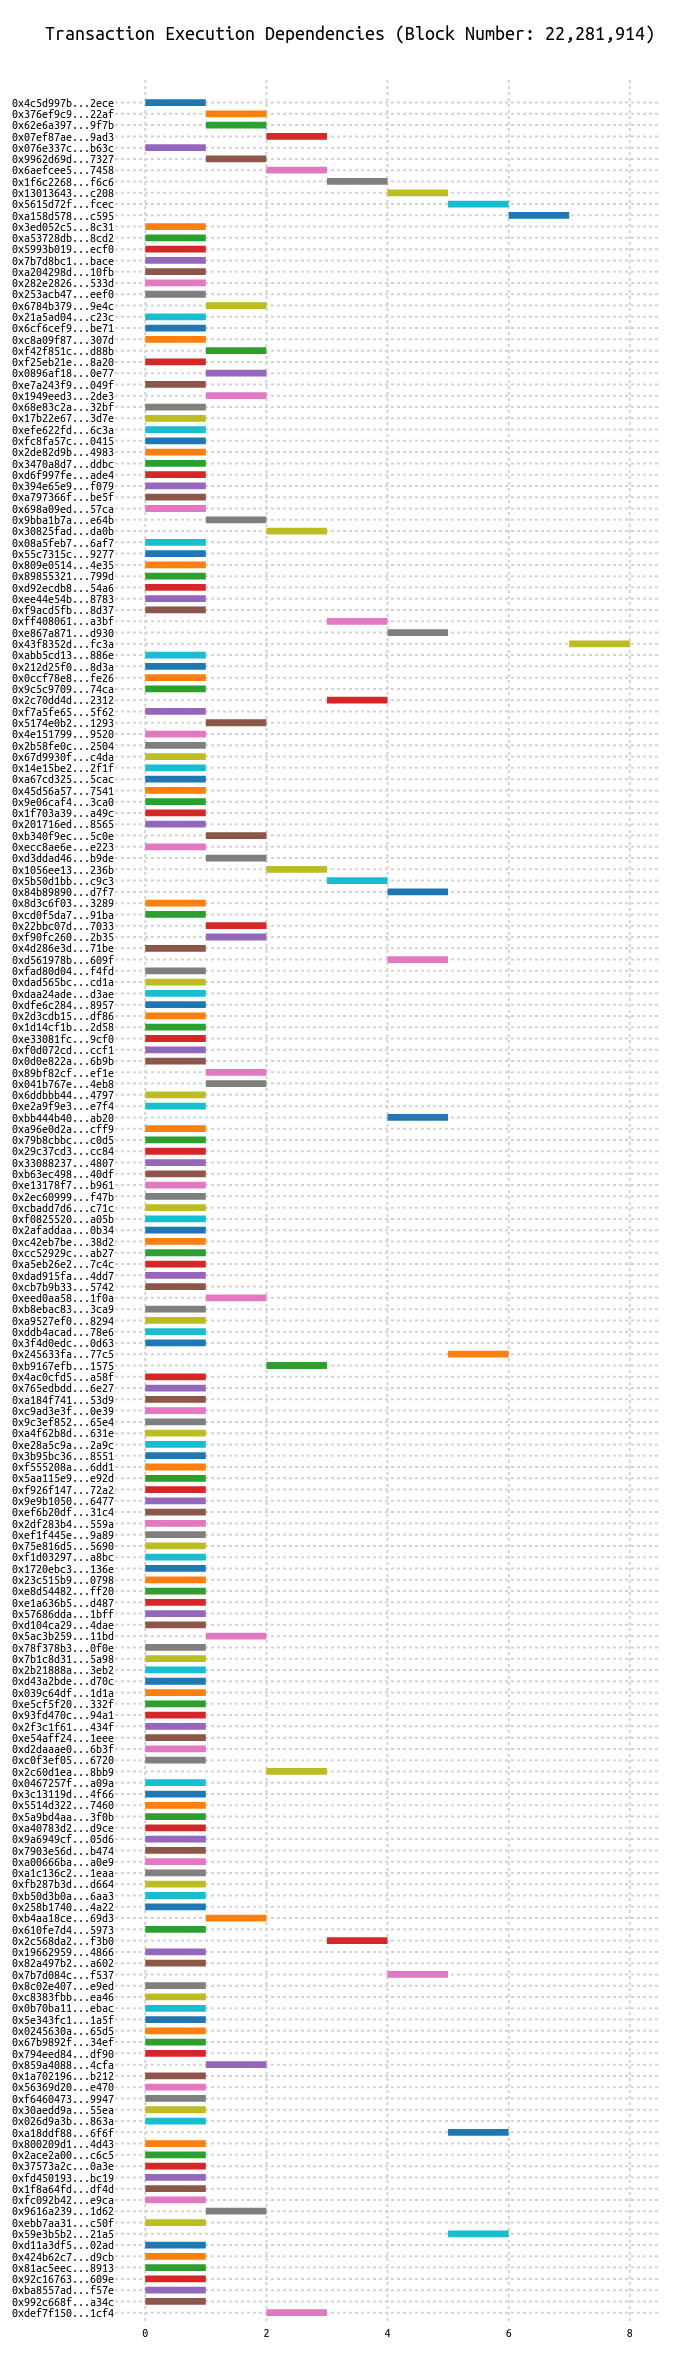 Transaction Execution Dependencies (Block Number: 22,281,914)
0x4c5d997b...2ece
0x376ef9c9...22af
0x62e6a397...9f7b
0x07ef87ae...9ad3
0x076e337c...b63c
0x9962d69d...7327
0x6aefcee5...7458
0x1f6c2268...f6c6
0x13013643...c208
0x5615d72f...fcec
0xa158d578...c595
0x3ed052c5...8c31
0xa53728db...8cd2
0x5993b019...ecf0
0x7b7d8bc1...bace
0xa204298d...10fb
0x282e2826...533d
0x253acb47...eef0
0x6784b379...9e4c
0x21a5ad04...c23c
0x6cf6cef9...be71
0xc8a09f87...307d
0xf42f851c...d88b
0xf25eb21e...8a20
0x0896af18...0e77
0xe7a243f9...049f
0x1949eed3...2de3
0x68e83c2a...32bf
0x17b22e67...3d7e
0xefe622fd...6c3a
0xfc8fa57c...0415
0x2de82d9b...4983
0x3470a8d7...ddbc
0xd6f997fe...ade4
0x394e65e9...f079
0xa797366f...be5f
0x698a09ed...57ca
0x9bba1b7a...e64b
0x30825fad...da0b
0x08a5feb7...6af7
0x55c7315c...9277
0x809e0514...4e35
0x89855321...799d
0xd92ecdb8...54a6
0xee44e54b...8783
0xf9acd5fb...8d37
0xff408061...a3bf
0xe867a871...d930
0x43f8352d...fc3a
0xabb5cd13...886e
0x212d25f0...8d3a
0x0ccf78e8...fe26
0x9c5c9709...74ca
0x2c70dd4d...2312
0xf7a5fe65...5f62
0x5174e0b2...1293
0x4e151799...9520
0x2b58fe0c...2504
0x67d9930f...c4da
0x14e15be2...2f1f
0xa67cd325...5cac
0x45d56a57...7541
0x9e06caf4...3ca0
0x1f703a39...a49c
0x201716ed...8565
0xb340f9ec...5c0e
0xecc8ae6e...e223
0xd3ddad46...b9de
0x1056ee13...236b
0x5b50d1bb...c9c3
0x84b89890...d7f7
0x8d3c6f03...3289
0xcd0f5da7...91ba
0x22bbc07d...7033
0xf90fc260...2b35
0x4d286e3d...71be
0xd561978b...609f
0xfad80d04...f4fd
0xdad565bc...cd1a
0xdaa24ade...d3ae
0xdfe6c284...8957
0x2d3cdb15...df86
0x1d14cf1b...2d58
0xe33081fc...9cf0
0xf0d072cd...ccf1
0x0d0e822a...6b9b
0x89bf82cf...ef1e
0x041b767e...4eb8
0x6ddbbb44...4797
0xe2a9f9e3...e7f4
0xbb444b40...ab20
0xa96e0d2a...cff9
0x79b8cbbc...c0d5
0x29c37cd3...cc84
0x33088237...4807
0xb63ec498...40df
0xe13178f7...b961
0x2ec60999...f47b
0xcbadd7d6...c71c
0xf0825520...a05b
0x2afaddaa...0b34
0xc42eb7be...38d2
0xcc52929c...ab27
0xa5eb26e2...7c4c
0xdad915fa...4dd7
0xcb7b9b33...5742
0xeed0aa58...1f0a
0xb8ebac83...3ca9
0xa9527ef0...8294
0xddb4acad...78e6
0x3f4d0edc...0d63
0x245633fa...77c5
0xb9167efb...1575
0x4ac0cfd5...a58f
0x765edbdd...6e27
0xa184f741...53d9
0xc9ad3e3f...0e39
0x9c3ef852...65e4
0xa4f62b8d...631e
0xe28a5c9a...2a9c
0x3b95bc36...8551
0xf555208a...6dd1
0x5aa115e9...e92d
0xf926f147...72a2
0x9e9b1050...6477
0xef6b20df...31c4
0x2df283b4...559a
0xef1f445e...9a89
0x75e816d5...5690
0xf1d03297...a8bc
0x1720ebc3...136e
0x23c515b9...0798
0xe8d54482...ff20
0xe1a636b5...d487
0x57686dda...1bff
0xd104ca29...4dae
0x5ac3b259...11bd
0x78f378b3...0f0e
0x7b1c8d31...5a98
0x2b21888a...3eb2
0xd43a2bde...d70c
0x039c64df...1d1a
0xe5cf5f20...332f
0x93fd470c...94a1
0x2f3c1f61...434f
0xe54aff24...1eee
0xd2daaae0...6b3f
0xc0f3ef05...6720
0x2c60d1ea...8bb9
0x0467257f...a09a
0x3c13119d...4f66
0x5514d322...7460
0x5a9bd4aa...3f0b
0xa40783d2...d9ce
0x9a6949cf...05d6
0x7903e56d...b474
0xa00666ba...a0e9
0xa1c136c2...1eaa
0xfb287b3d...d664
0xb50d3b0a...6aa3
0x258b1740...4a22
0xb4aa18ce...69d3
0x610fe7d4...5973
0x2c568da2...f3b0
0x19662959...4866
0x82a497b2...a602
0x7b7d084c...f537
0x8c02e407...e9ed
0xc8383fbb...ea46
0x0b70ba11...ebac
0x5e343fc1...1a5f
0x0245630a...65d5
0x67b9892f...34ef
0x794eed84...df90
0x859a4088...4cfa
0x1a702196...b212
0x56369d20...e470
0xf6460473...9947
0x30aedd9a...55ea
0x026d9a3b...863a
0xa18ddf88...6f6f
0x800209d1...4d43
0x2ace2a00...c6c5
0x37573a2c...0a3e
0xfd450193...bc19
0x1f8a64fd...df4d
0xfc092b42...e9ca
0x9616a239...1d62
0xebb7aa31...c50f
0x59e3b5b2...21a5
0xd11a3df5...02ad
0x424b62c7...d9cb
0x81ac5eec...8913
0x92c16763...609e
0xba8557ad...f57e
0x992c668f...a34c
0xdef7f150...1cf4
0 2 4 6 8